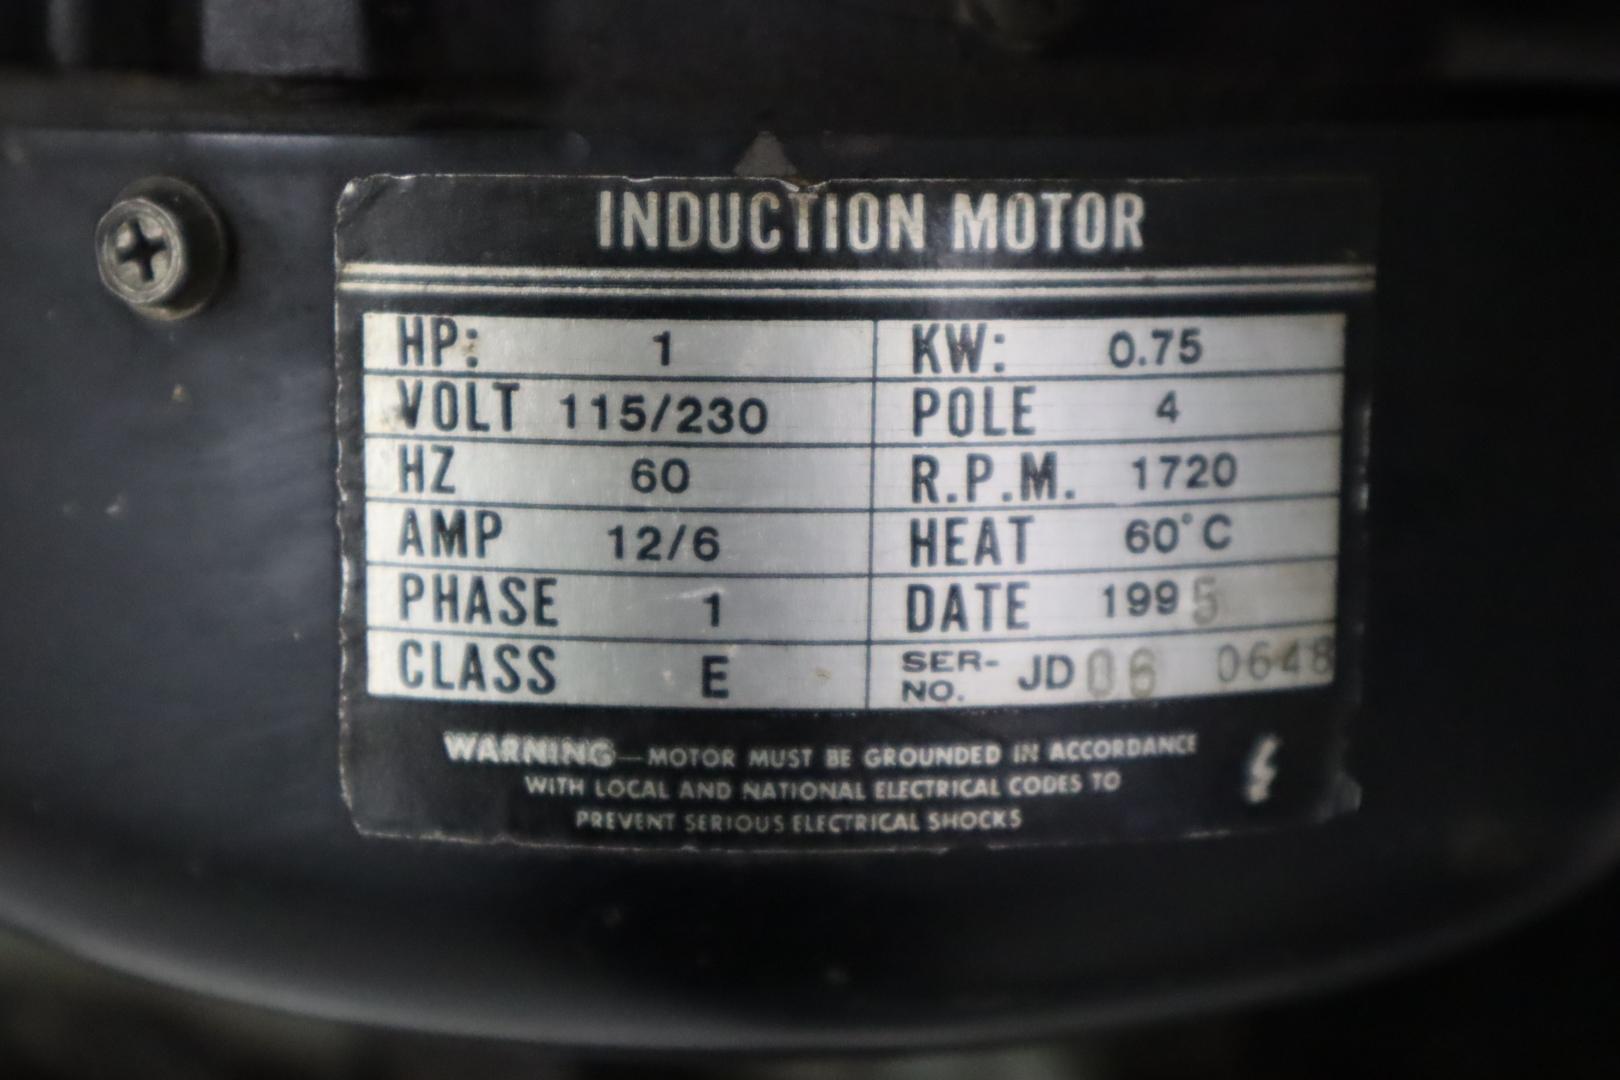 INDUCTION MOTOR
HP: 1 KW: 0.75
VOLT 115/230 POLE 4
HZ 60 R.P.M. 1720
AMP 12/6 HEAT 60°C
PHASE 1 DATE 1995
CLASS E SER-NO. JD06 0648
WARNING—MOTOR MUST BE GROUNDED IN ACCORDANCE
WITH LOCAL AND NATIONAL ELECTRICAL CODES TO
PREVENT SERIOUS ELECTRICAL SHOCKS